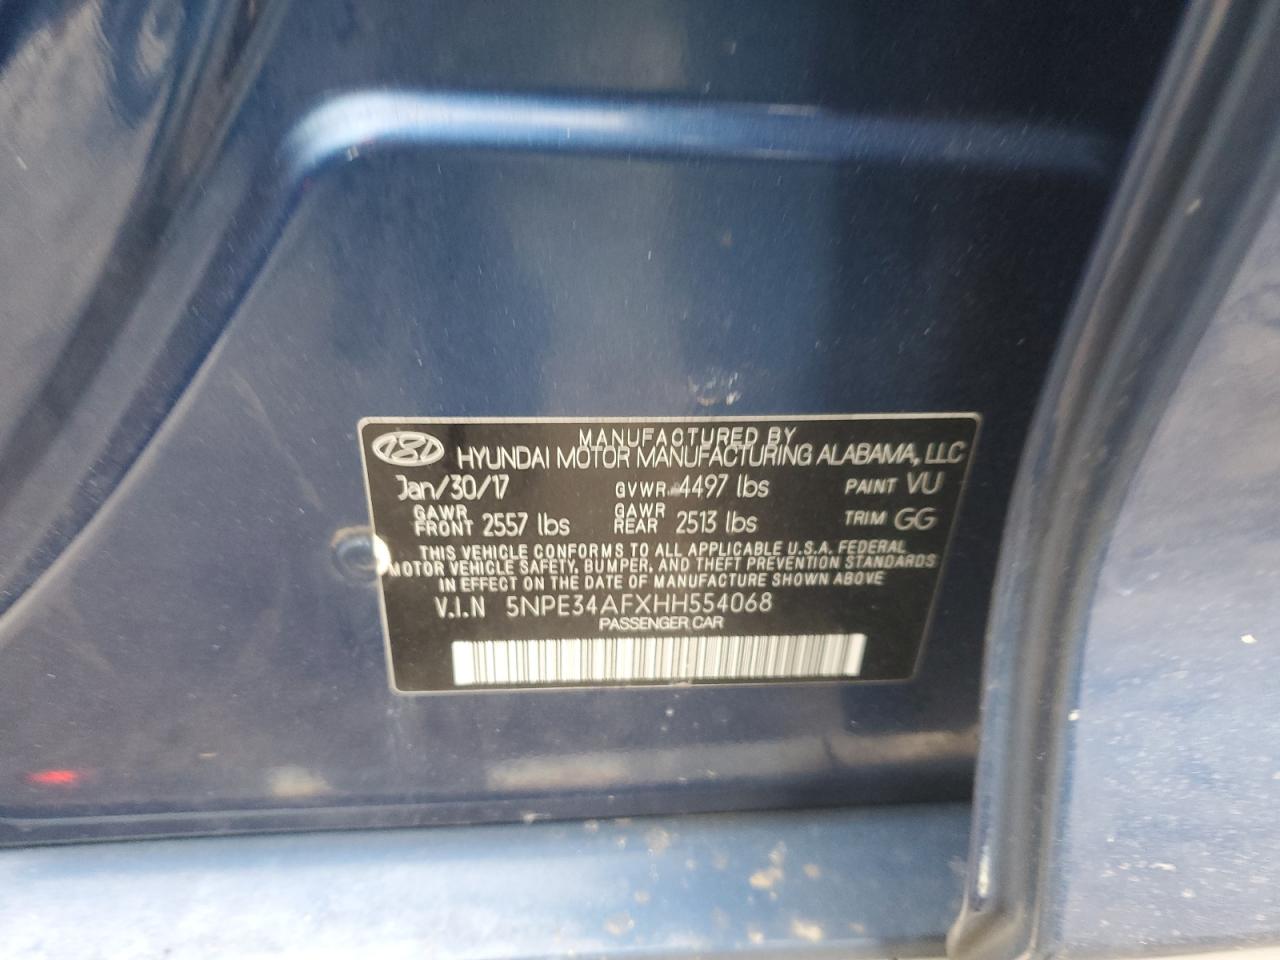 MANUFACTURED BY
HYUNDAI MOTOR MANUFACTURING ALABAMA, LLC
Jan/30/17 GVWR 4497 lbs PAINT VU
GAWR FRONT 2557 lbs GAWR REAR 2513 lbs TRIM GG
THIS VEHICLE CONFORMS TO ALL APPLICABLE U.S.A. FEDERAL
MOTOR VEHICLE SAFETY, BUMPER, AND THEFT PREVENTION STANDARDS
IN EFFECT ON THE DATE OF MANUFACTURE SHOWN ABOVE
V.I.N 5NPE34AFXHH554068
PASSENGER CAR